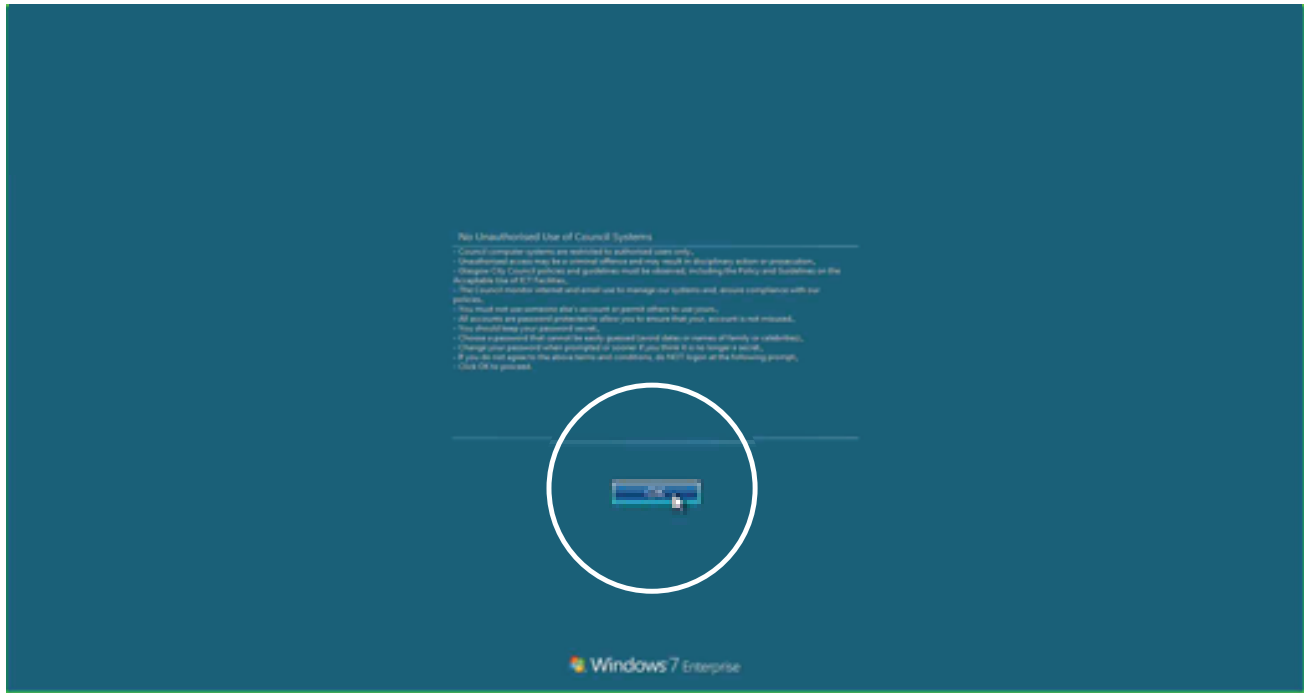 No Unauthorised Use of Council Systems
- Council computer systems are restricted to authorised users only.
- Unauthorised access may be a criminal offence and may result in disciplinary action or prosecution.
- Glasgow City Council policies and guidelines must be observed, including the Policy and Guidelines on the
Acceptable Use of ICT Facilities.
- The Council monitor internet and email use to manage our systems and, ensure compliance with our
policies.
- You must not use someone else's account or permit others to use yours.
- All accounts are password protected to allow you to ensure that your, account is not misused.
- You should keep your password secret.
- Choose a password that cannot be easily guessed (avoid dates or names of family or celebrities).
- Change your password when prompted or sooner if you think it is no longer a secret.
- If you do not agree to the above terms and conditions, do NOT logon at the following prompt.
- Click OK to proceed.
Windows 7 Enterprise